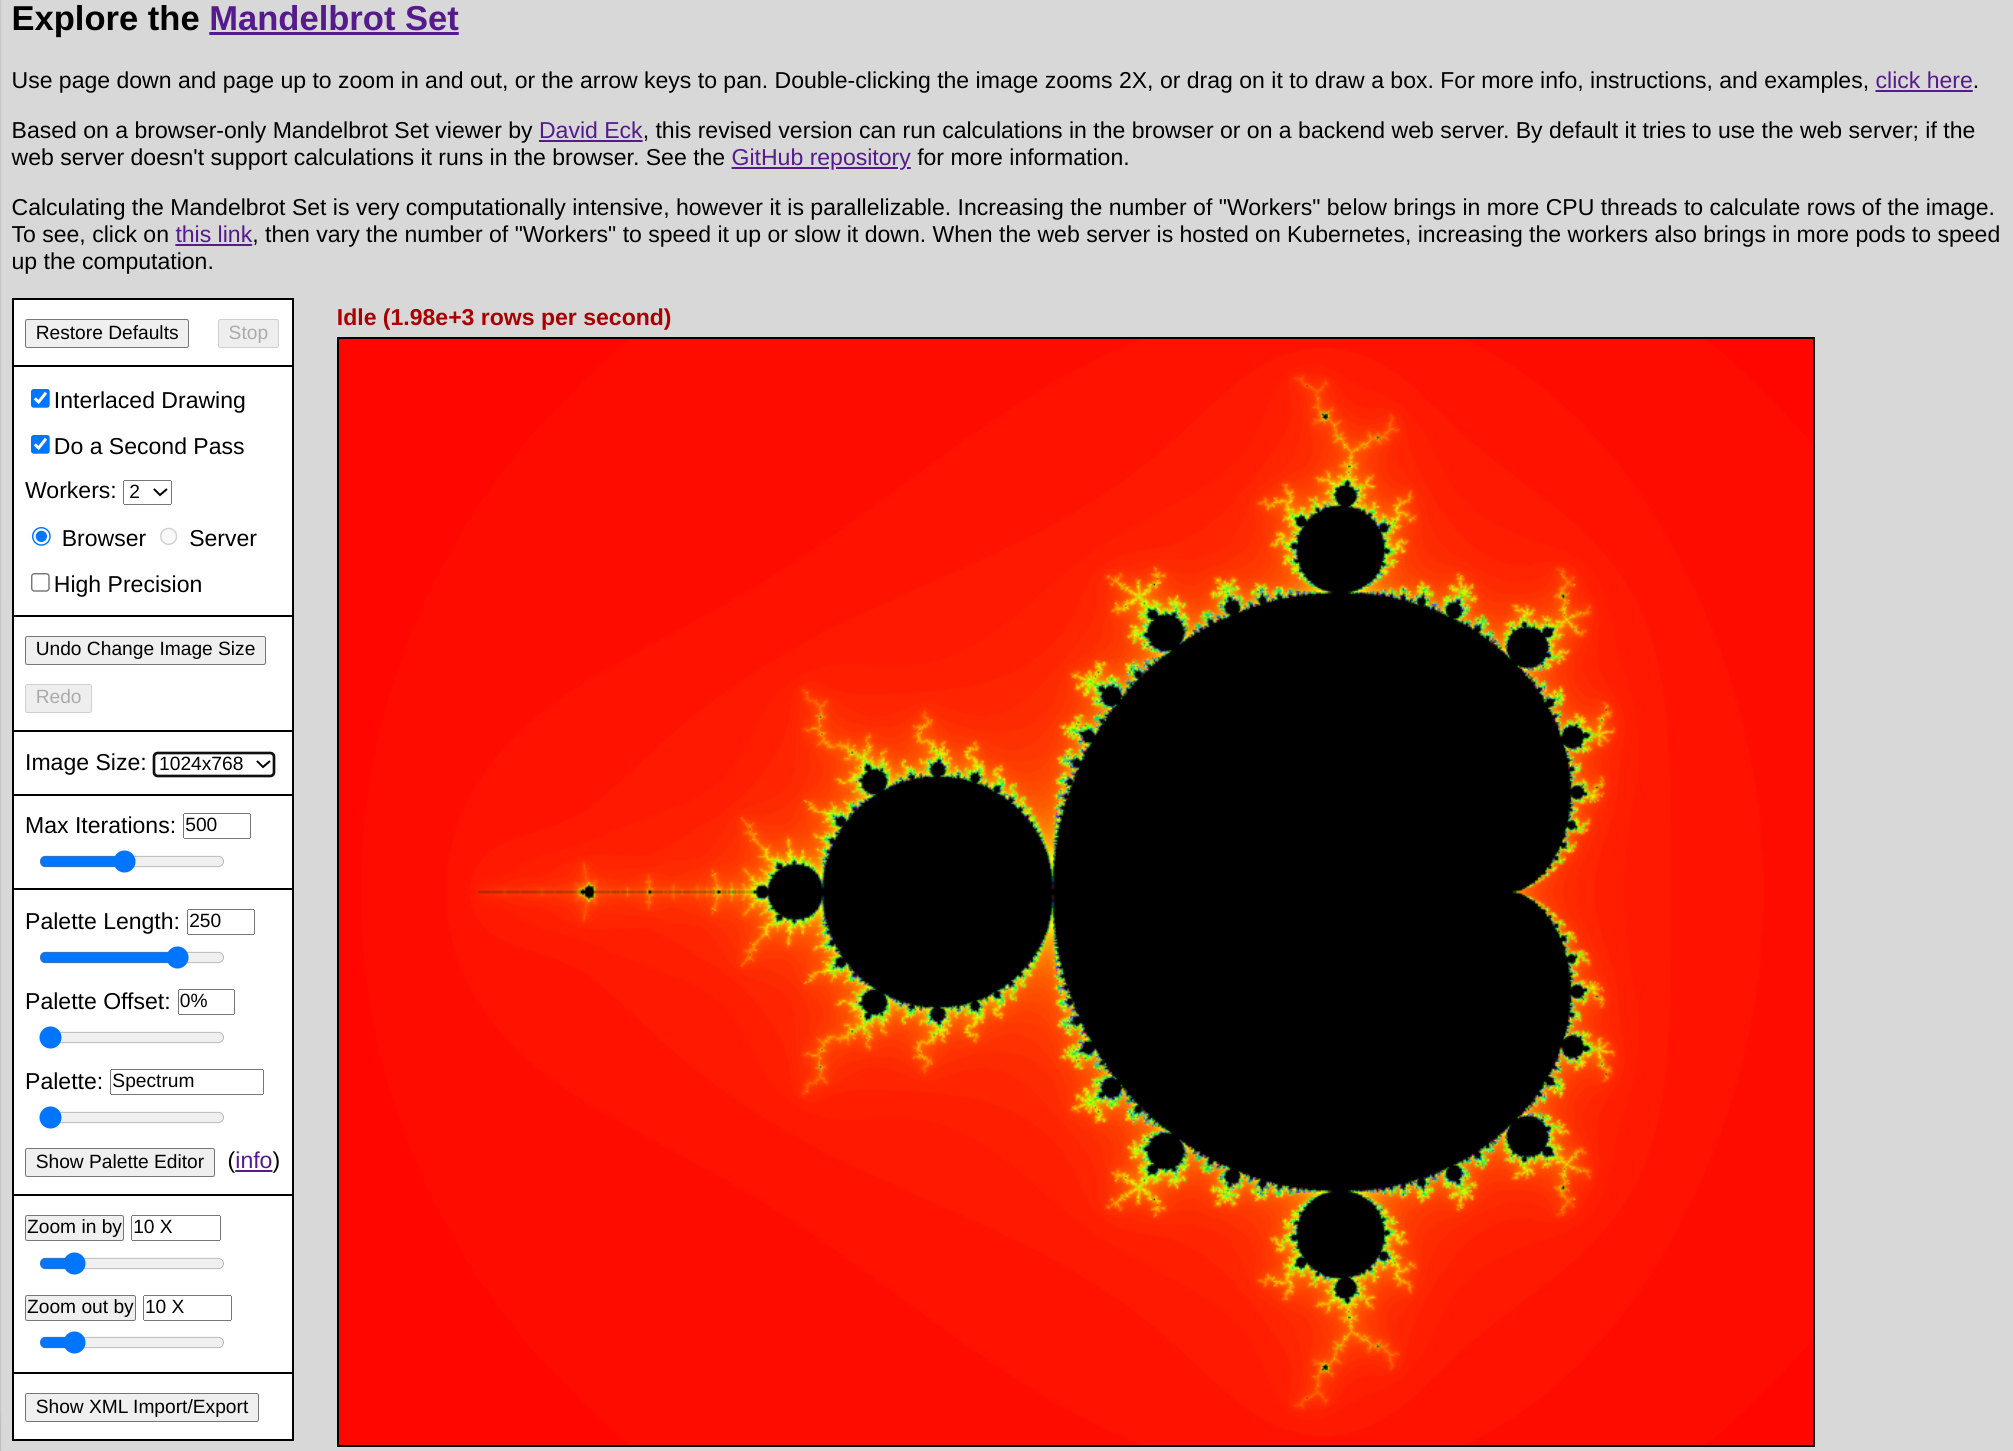 Explore the Mandelbrot Set
Use page down and page up to zoom in and out, or the arrow keys to pan. Double-clicking the image zooms 2X, or drag on it to draw a box. For more info, instructions, and examples, click here.
Based on a browser-only Mandelbrot Set viewer by David Eck, this revised version can run calculations in the browser or on a backend web server. By default it tries to use the web server; if the
web server doesn't support calculations it runs in the browser. See the GitHub repository for more information.
Calculating the Mandelbrot Set is very computationally intensive, however it is parallelizable. Increasing the number of "Workers" below brings in more CPU threads to calculate rows of the image.
To see, click on this link, then vary the number of "Workers" to speed it up or slow it down. When the web server is hosted on Kubernetes, increasing the workers also brings in more pods to speed
up the computation.
Restore Defaults Stop
Interlaced Drawing
Do a Second Pass
Workers: 2
Browser Server
High Precision
Undo Change Image Size
Redo
Image Size: 1024x768
Max Iterations: 500
Palette Length: 250
Palette Offset: 0%
Palette: Spectrum
Show Palette Editor (info)
Zoom in by 10 X
Zoom out by 10 X
Show XML Import/Export
Idle (1.98e+3 rows per second)